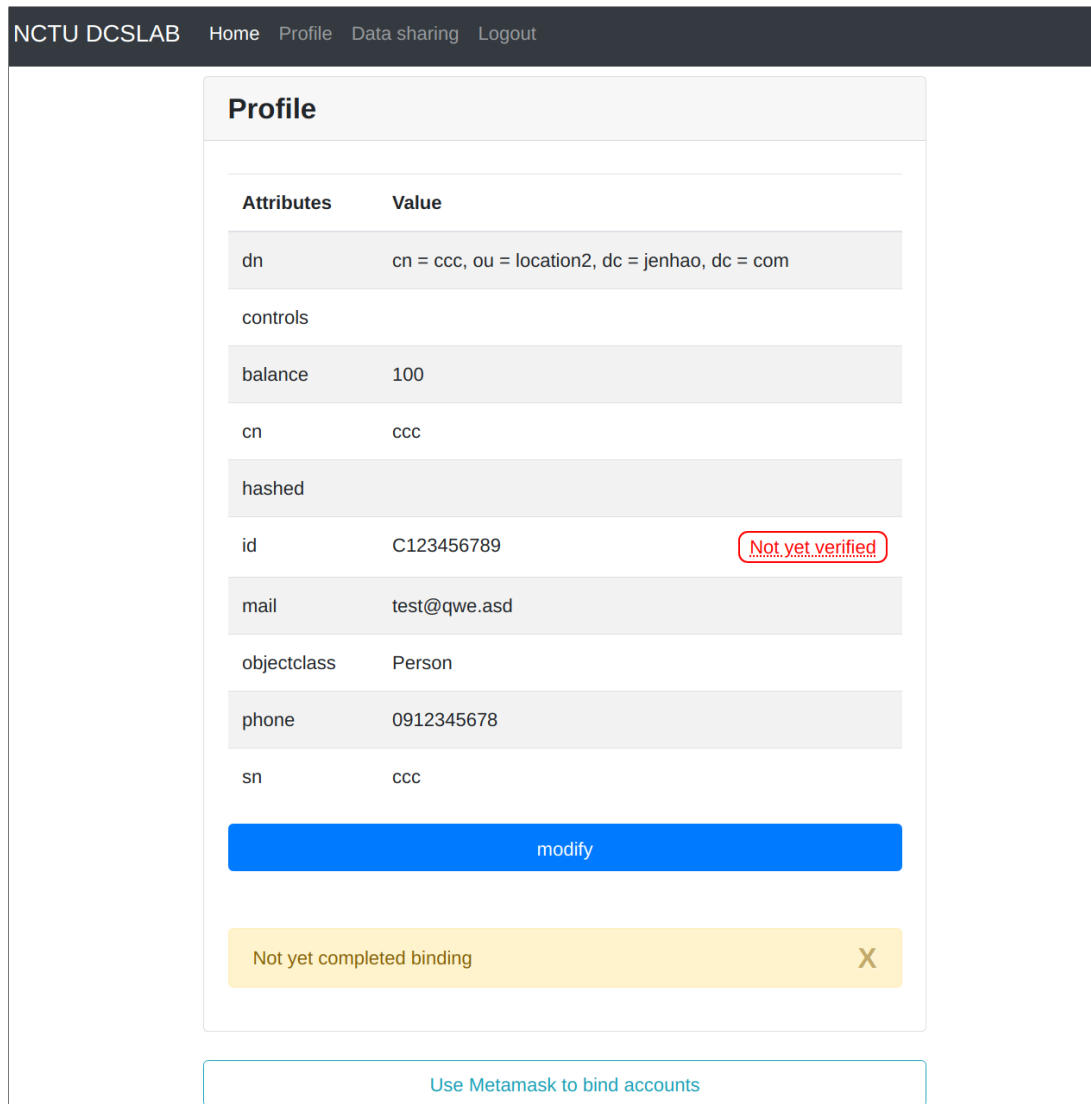 NCTU DCSLAB Home Profile Data sharing Logout
Profile
Attributes Value
dn cn = ccc, ou = location2, dc = jenhao, dc = com
controls
balance 100
cn ccc
hashed
id C123456789 Not yet verified
mail test@qwe.asd
objectclass Person
phone 0912345678
sn ccc
modify
Not yet completed binding X
Use Metamask to bind accounts